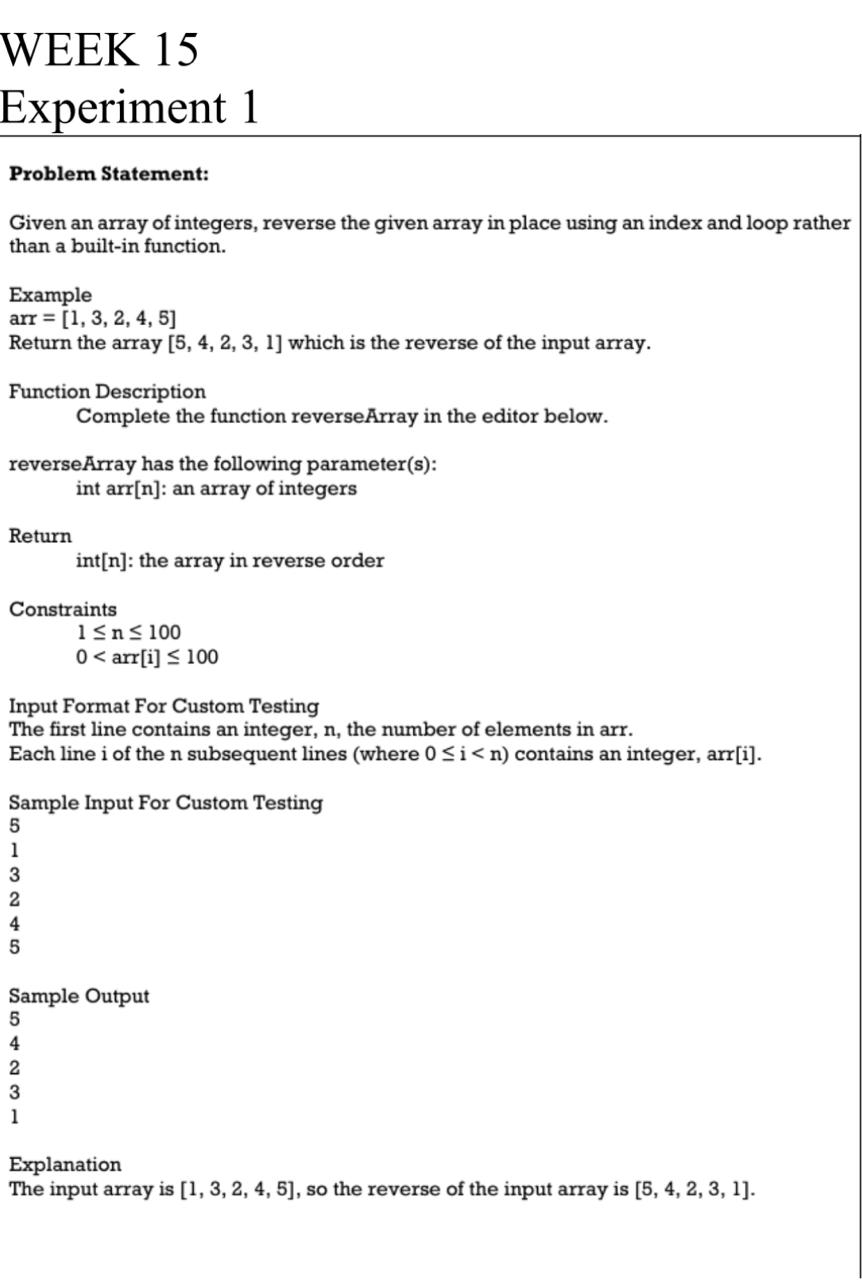 WEEK 15
Experiment 1
Problem Statement:
Given an array of integers, reverse the given array in place using an index and loop rather
than a built-in function.
Example
arr = [1, 3, 2, 4, 5]
Return the array [5, 4, 2, 3, 1] which is the reverse of the input array.
Function Description
Complete the function reverseArray in the editor below.
reverseArray has the following parameter(s):
int arr[n]: an array of integers
Return
int[n]: the array in reverse order
Constraints
1 ≤ n ≤ 100
0 < arr[i] ≤ 100
Input Format For Custom Testing
The first line contains an integer, n, the number of elements in arr.
Each line i of the n subsequent lines (where 0 ≤ i < n) contains an integer, arr[i].
Sample Input For Custom Testing
5
1
3
2
4
5
Sample Output
5
4
2
3
1
Explanation
The input array is [1, 3, 2, 4, 5], so the reverse of the input array is [5, 4, 2, 3, 1].